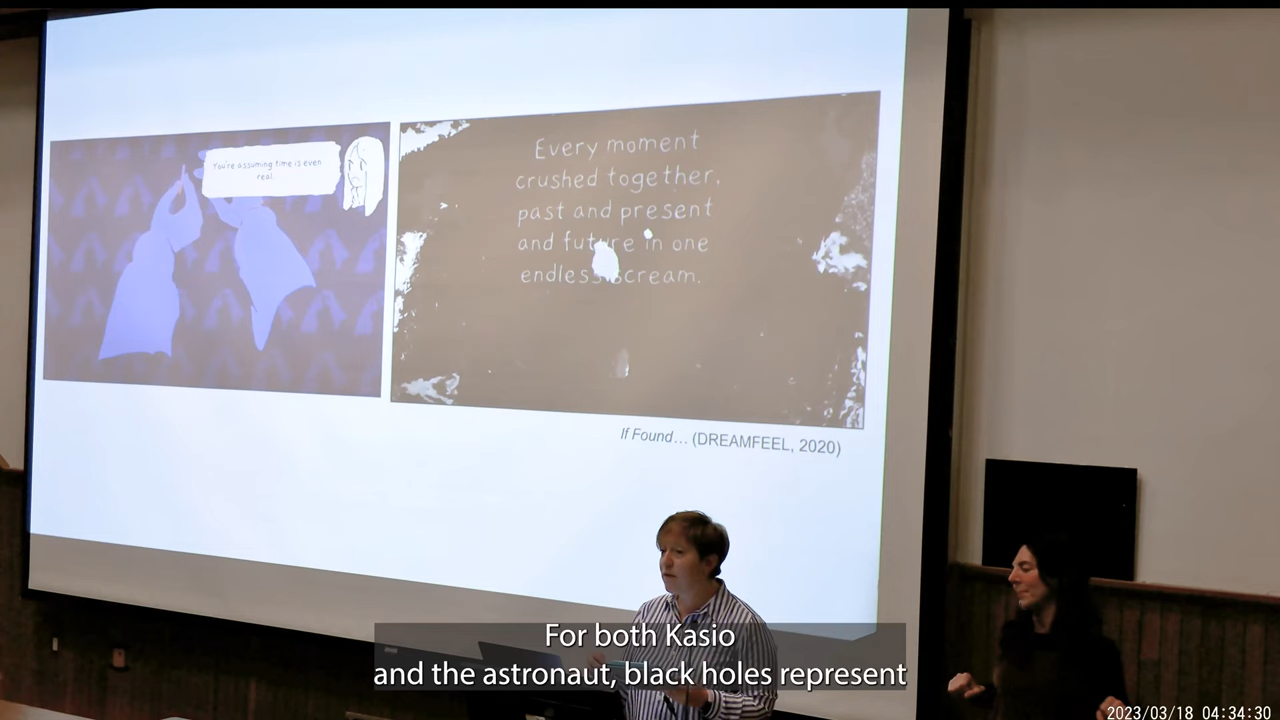 You're assuming time is even
real.
Every moment
crushed together,
past and present
and future in one
endless scream.
If Found... (DREAMFEEL, 2020)
For both Kasio
and the astronaut, black holes represent
2023/03/18 04:34:30